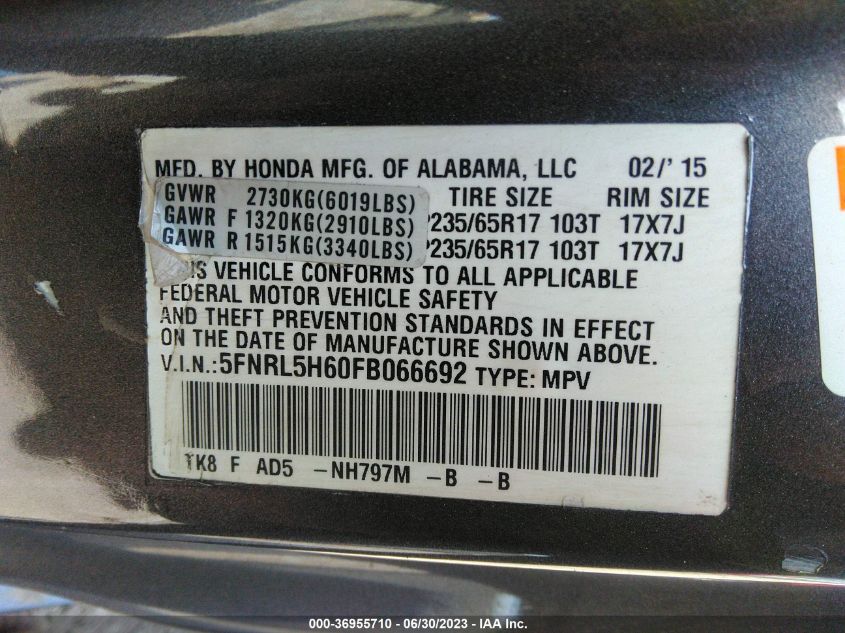 MFD. BY HONDA MFG. OF ALABAMA, LLC 02/' 15
GVWR 2730KG(6019LBS) TIRE SIZE RIM SIZE
GAWR F 1320KG(2910LBS) P235/65R17 103T 17X7J
GAWR R 1515KG(3340LBS) P235/65R17 103T 17X7J
IS VEHICLE CONFORMS TO ALL APPLICABLE
FEDERAL MOTOR VEHICLE SAFETY
AND THEFT PREVENTION STANDARDS IN EFFECT
ON THE DATE OF MANUFACTURE SHOWN ABOVE.
V.I.N.:5FNRL5H60FB066692 TYPE: MPV
TK8 F AD5 -NH797M -B -B
000-36955710 - 06/30/2023 - IAA Inc.